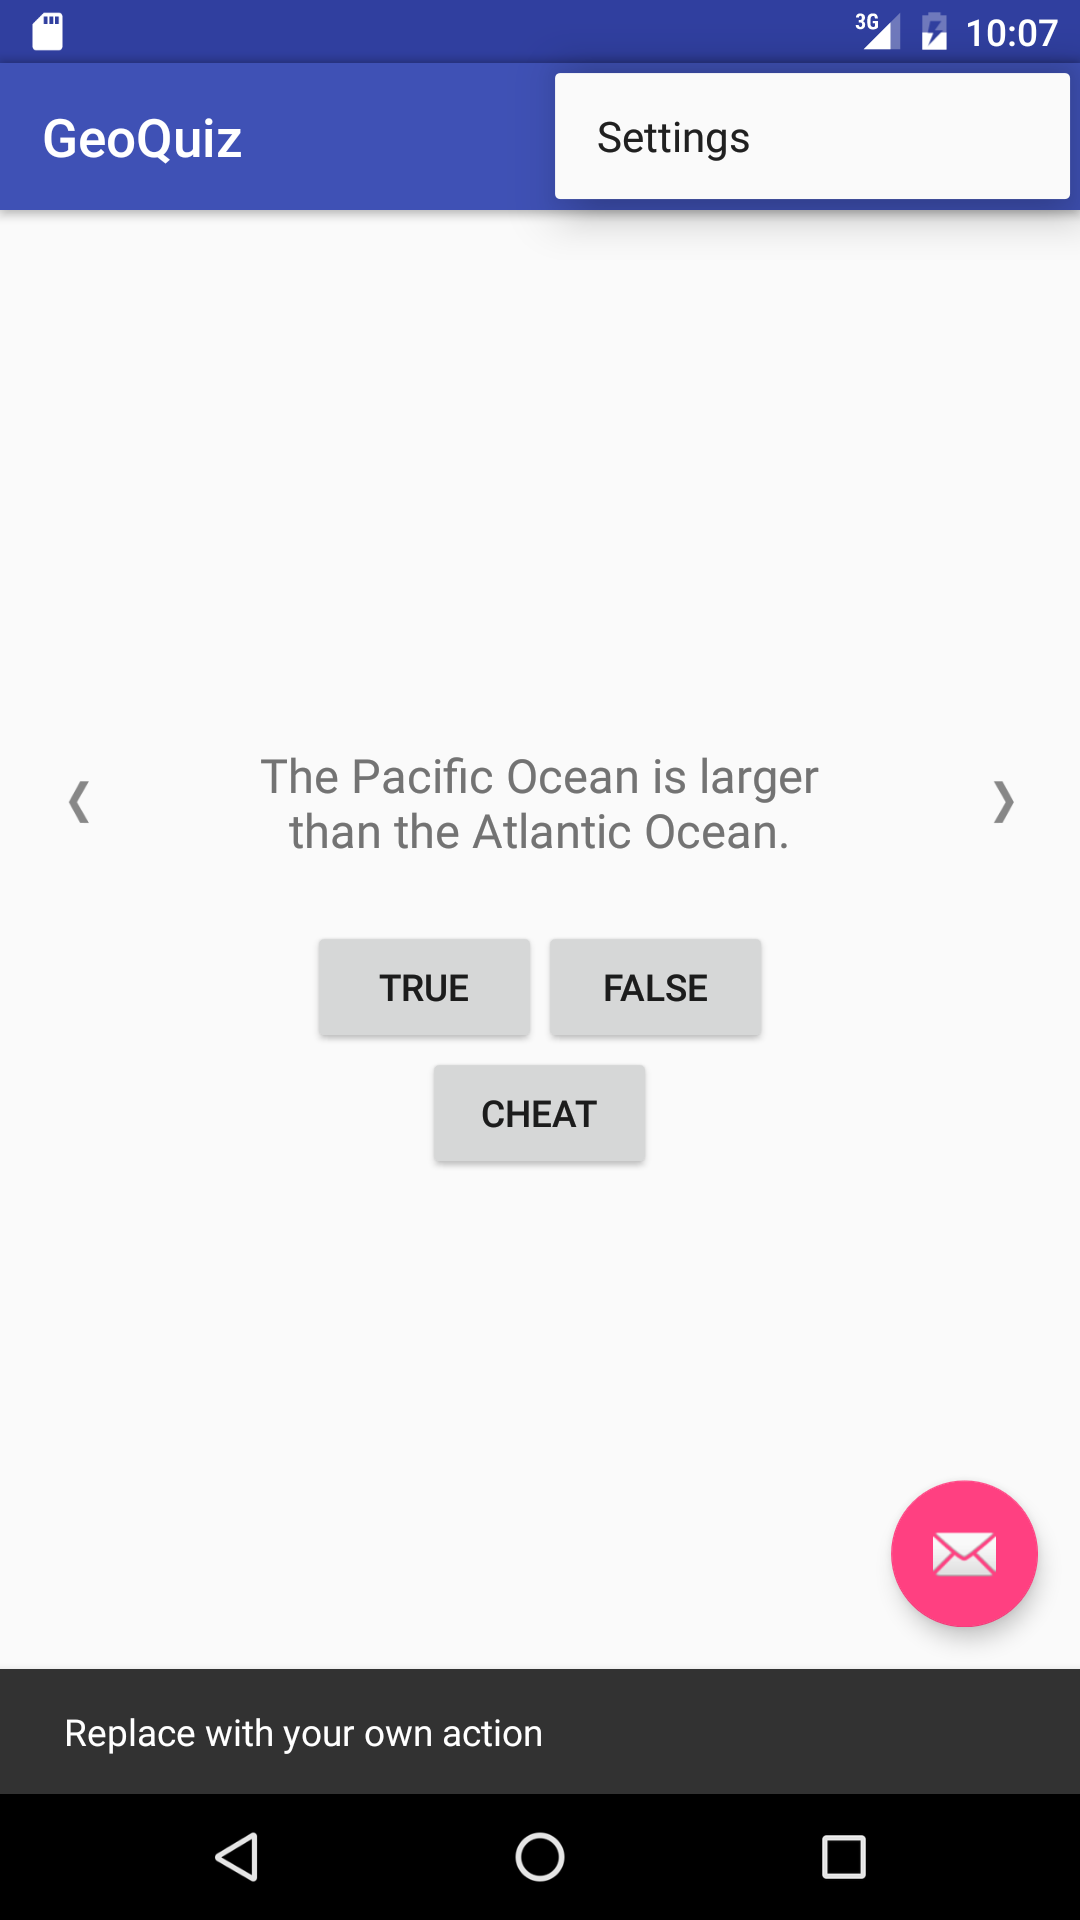 3G 10:07
GeoQuiz
Settings
The Pacific Ocean is larger
than the Atlantic Ocean.
TRUE FALSE
CHEAT
Replace with your own action